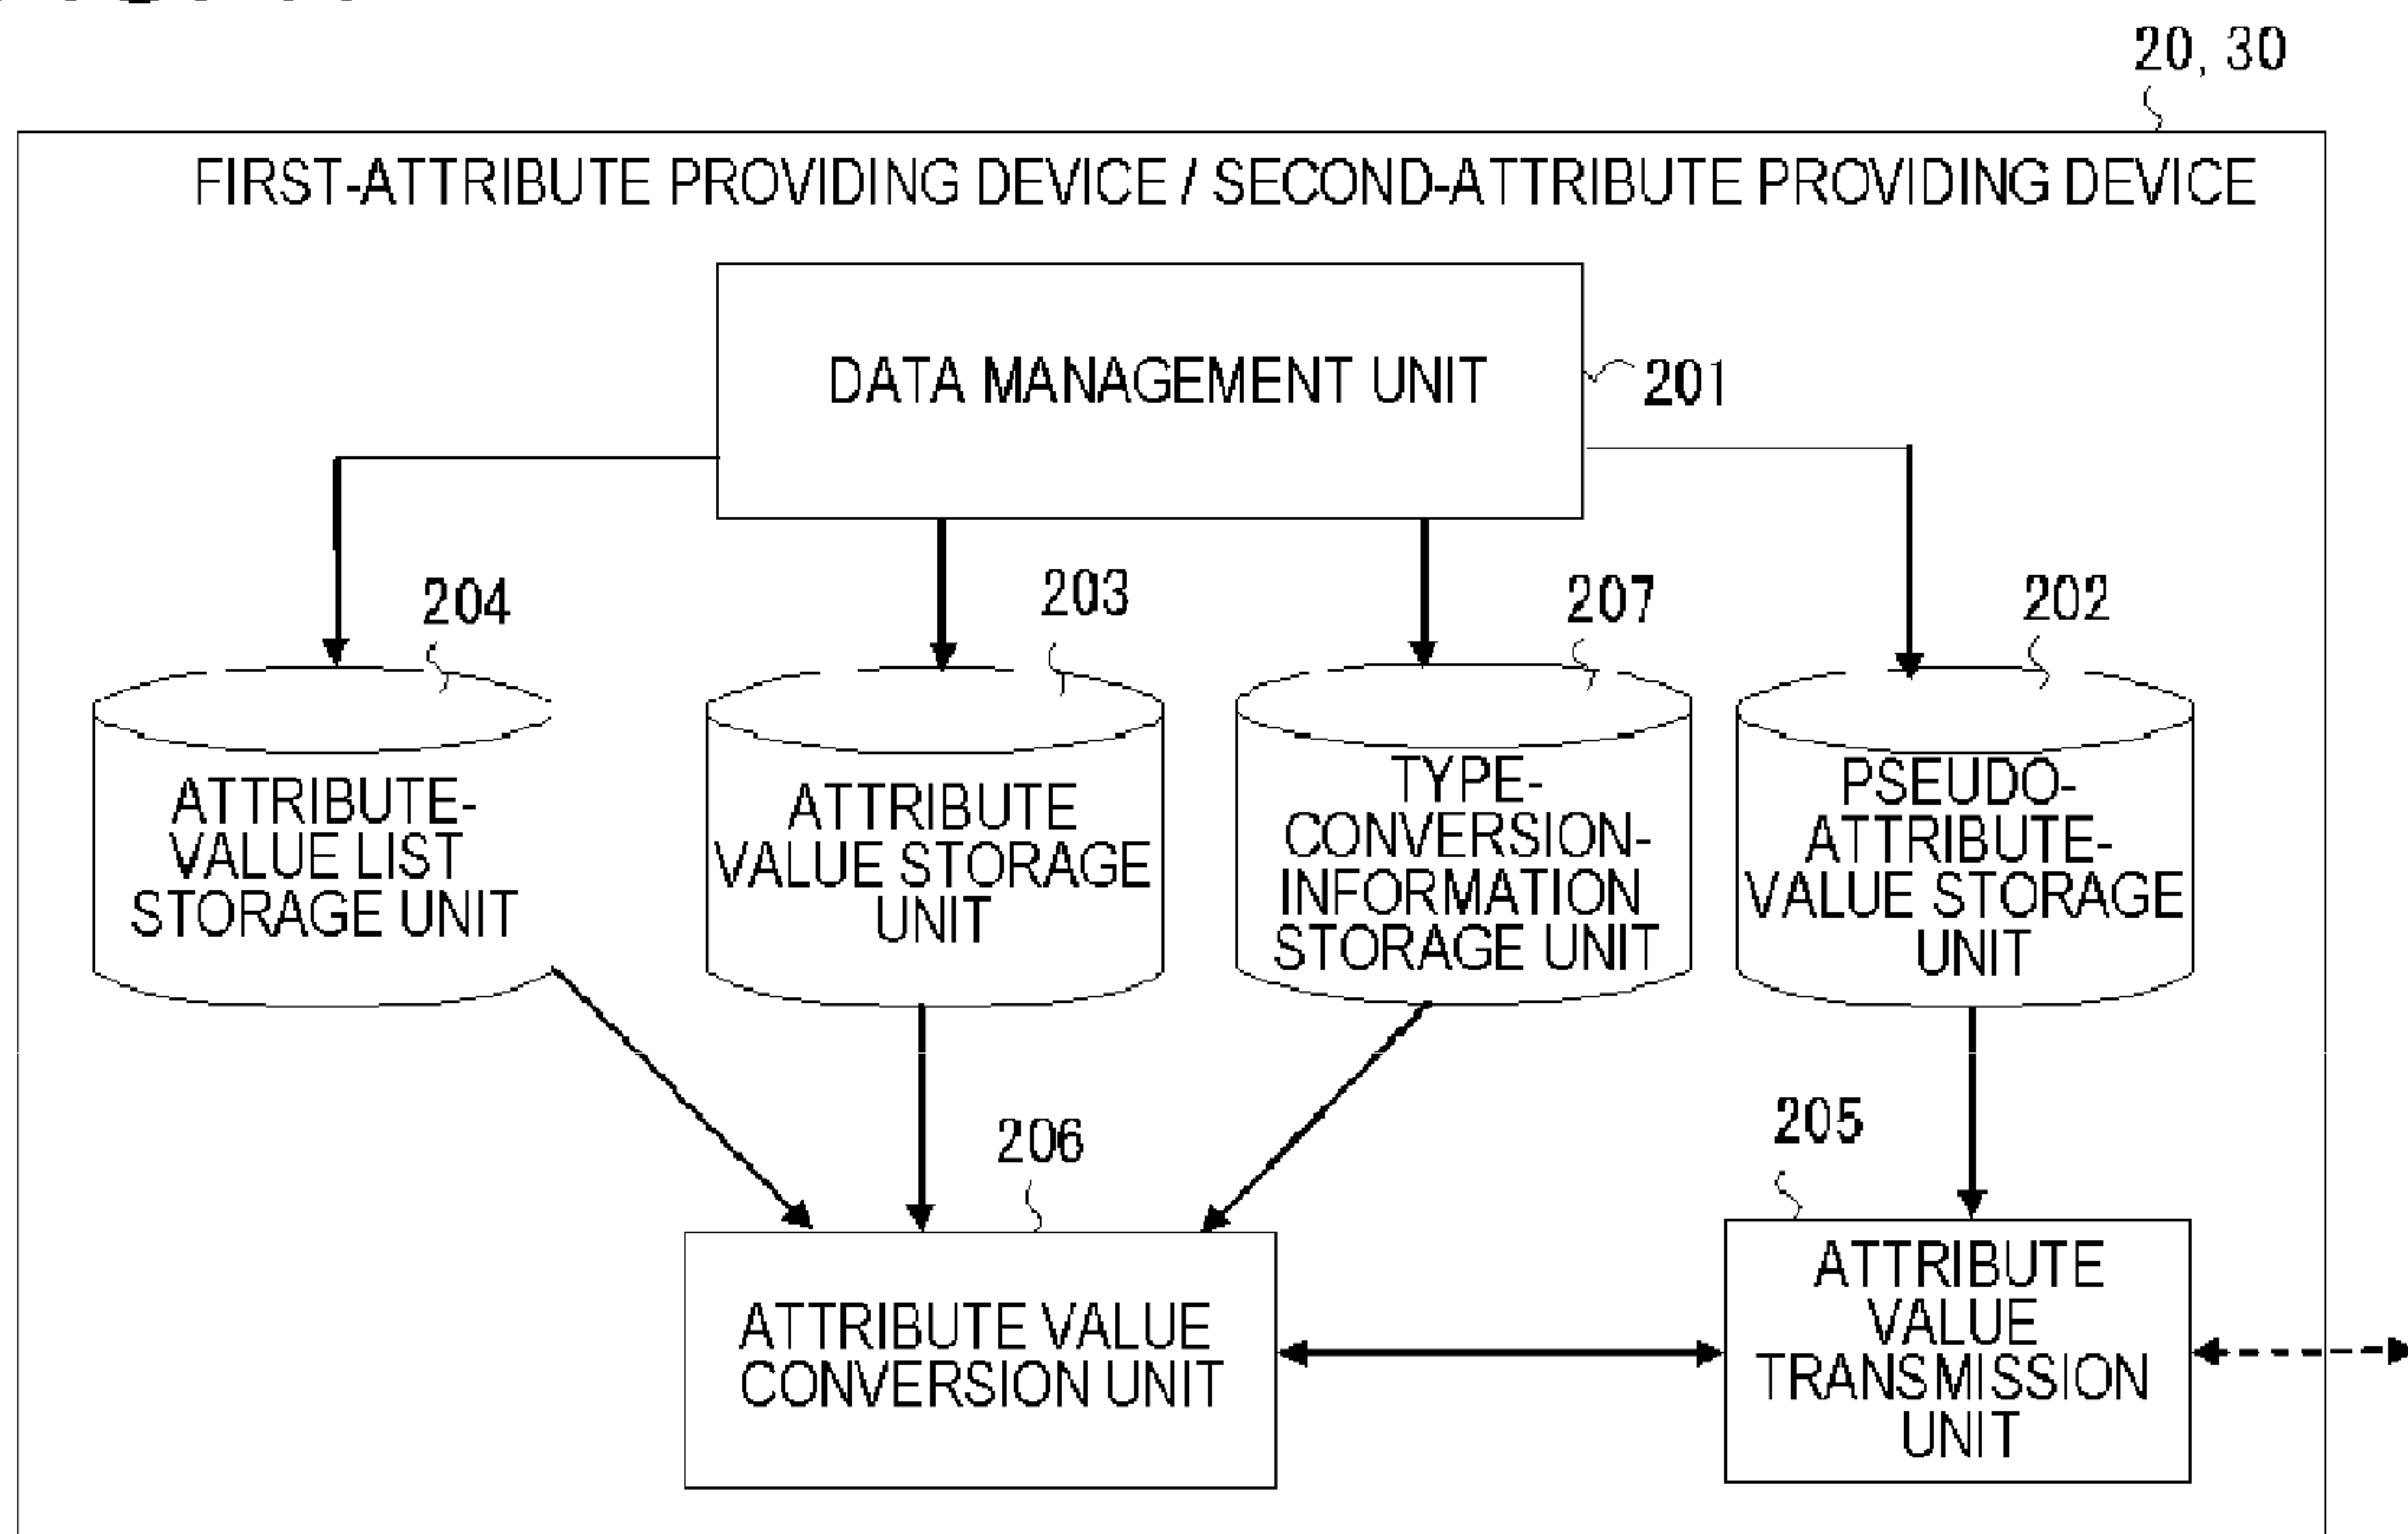 20, 30
FIRST-ATTRIBUTE PROVIDING DEVICE / SECOND-ATTRIBUTE PROVIDING DEVICE
DATA MANAGEMENT UNIT
201
204
203
207
202
ATTRIBUTE-
VALUE LIST
STORAGE UNIT
ATTRIBUTE
VALUE STORAGE
UNIT
TYPE-
CONVERSION-
INFORMATION
STORAGE UNIT
PSEUDO-
ATTRIBUTE-
VALUE STORAGE
UNIT
206
205
ATTRIBUTE VALUE
CONVERSION UNIT
ATTRIBUTE
VALUE
TRANSMISSION
UNIT